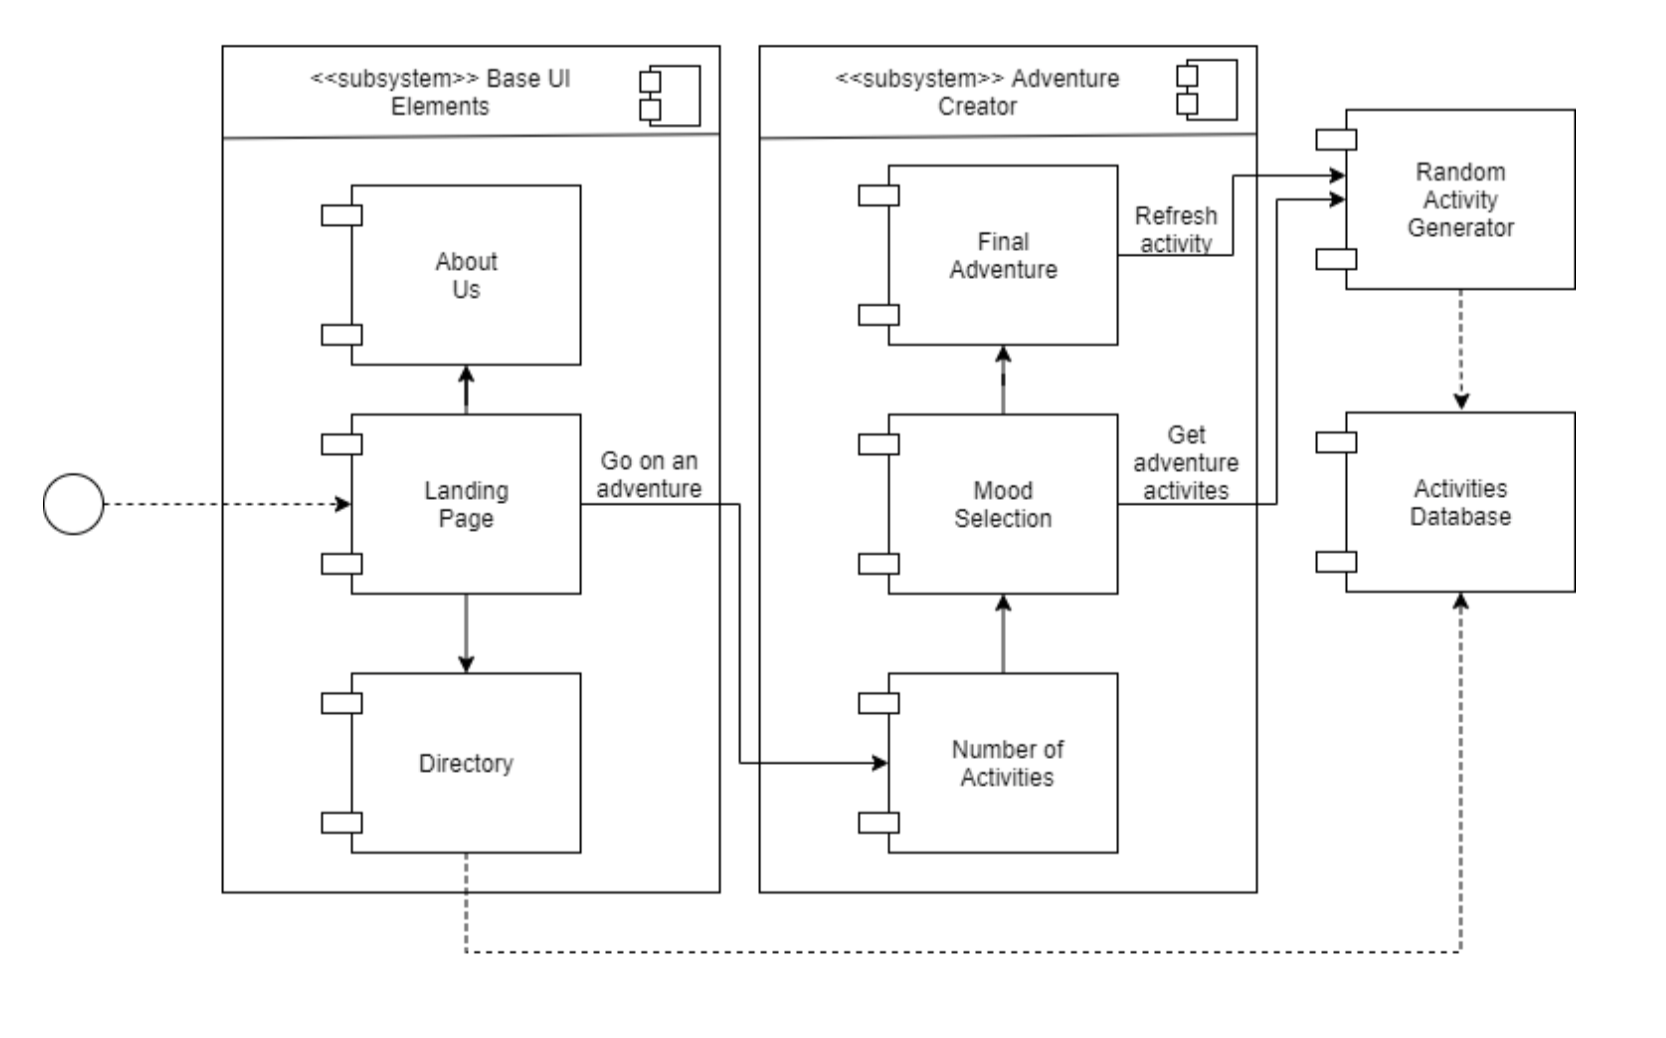 <<subsystem>> Base UI
Elements
About
Us
Landing
Page
Go on an
adventure
Directory
<<subsystem>> Adventure
Creator
Final
Adventure
Refresh
activity
Mood
Selection
Get
adventure
activites
Number of
Activities
Random
Activity
Generator
Activities
Database